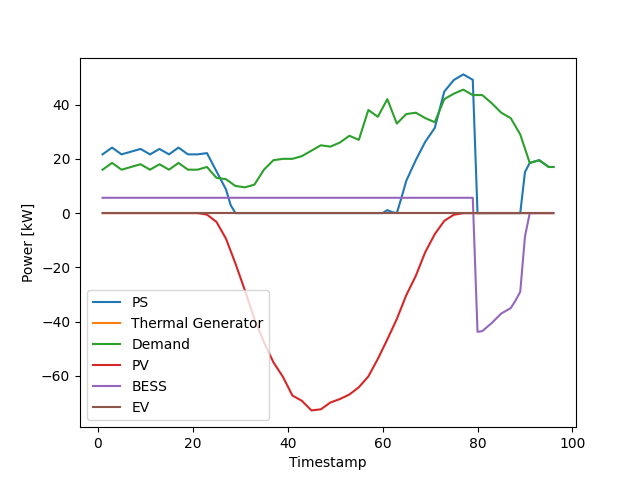 Power [kW]
40
20
0
−20
−40
−60
PS
Thermal Generator
Demand
PV
BESS
EV
0 20 40 60 80 100
Timestamp